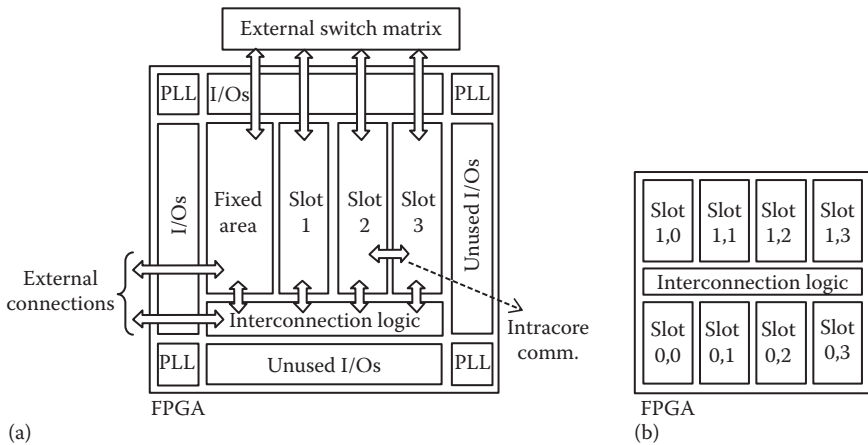 External switch matrix
PLL
I/Os
PLL
I/Os
Fixed
area
Slot
1
Slot
2
Slot
3
Unused I/Os
External
connections
Interconnection logic
Intracore
comm.
PLL
Unused I/Os
PLL
FPGA
(a)
Slot
1,0
Slot
1,1
Slot
1,2
Slot
1,3
Interconnection logic
Slot
0,0
Slot
0,1
Slot
0,2
Slot
0,3
FPGA
(b)